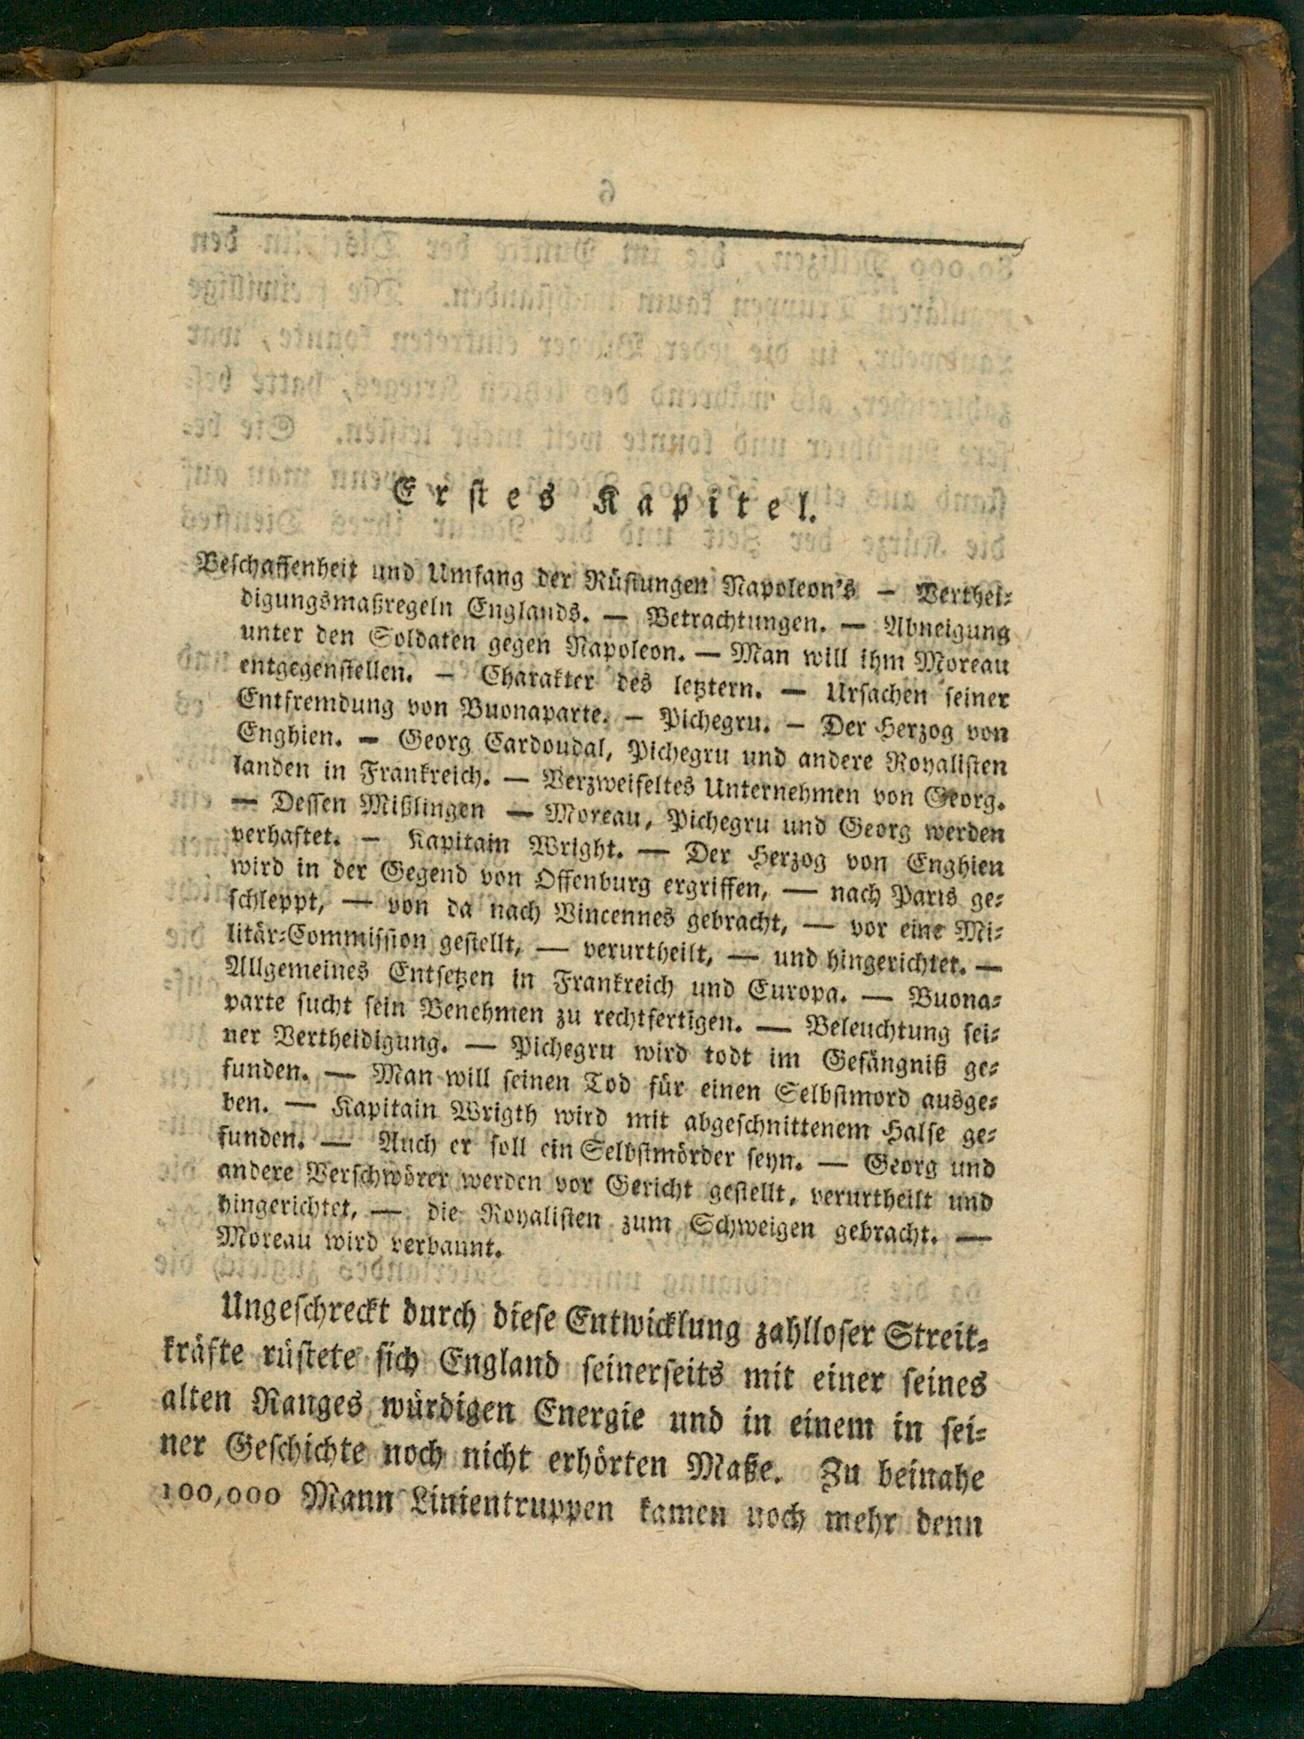 Erstes Kapitel.
Beschaffenheit und Umfang der Rüstungen Napoleon's — Verthei-
digungsmaßregeln Englands. — Betrachtungen. — Abneigung
unter den Soldaten gegen Napoleon. — Man will ihm Moreau
entgegenstellen. — Charakter des letztern. — Ursachen seiner
Entfremdung von Buonaparte. — Pichegru. — Der Herzog von
Enghien. — Georg Cardoudal, Pichegru und andere Royalisten
landen in Frankreich. — Verzweifeltes Unternehmen von Georg.
— Dessen Mißlingen — Moreau, Pichegru und Georg werden
verhaftet. — Kapitain Wright. — Der Herzog von Enghien
wird in der Gegend von Offenburg ergriffen, — nach Paris ge-
schleppt, — von da nach Vincennes gebracht, — vor eine Mi-
litär-Commission gestellt, — verurtheilt, — und hingerichtet. —
Allgemeines Entsetzen in Frankreich und Europa. — Buona-
parte sucht sein Benehmen zu rechtfertigen. — Beleuchtung sei-
ner Vertheidigung. — Pichegru wird todt im Gefängniß ge-
funden. — Man will seinen Tod für einen Selbstmord ausge-
ben. — Kapitain Wrigth wird mit abgeschnittenem Halse ge-
funden. — Auch er soll ein Selbstmörder seyn. — Georg und
andere Verschwörer werden vor Gericht gestellt, verurtheilt und
hingerichtet, — die Royalisten zum Schweigen gebracht. —
Moreau wird verbannt.
Ungeschreckt durch diese Entwicklung zahlloser Streit-
kräfte rüstete sich England seinerseits mit einer seines
alten Ranges würdigen Energie und in einem in sei-
ner Geschichte noch nicht erhörten Maße. Zu beinahe
100,000 Mann Linientruppen kamen noch mehr denn